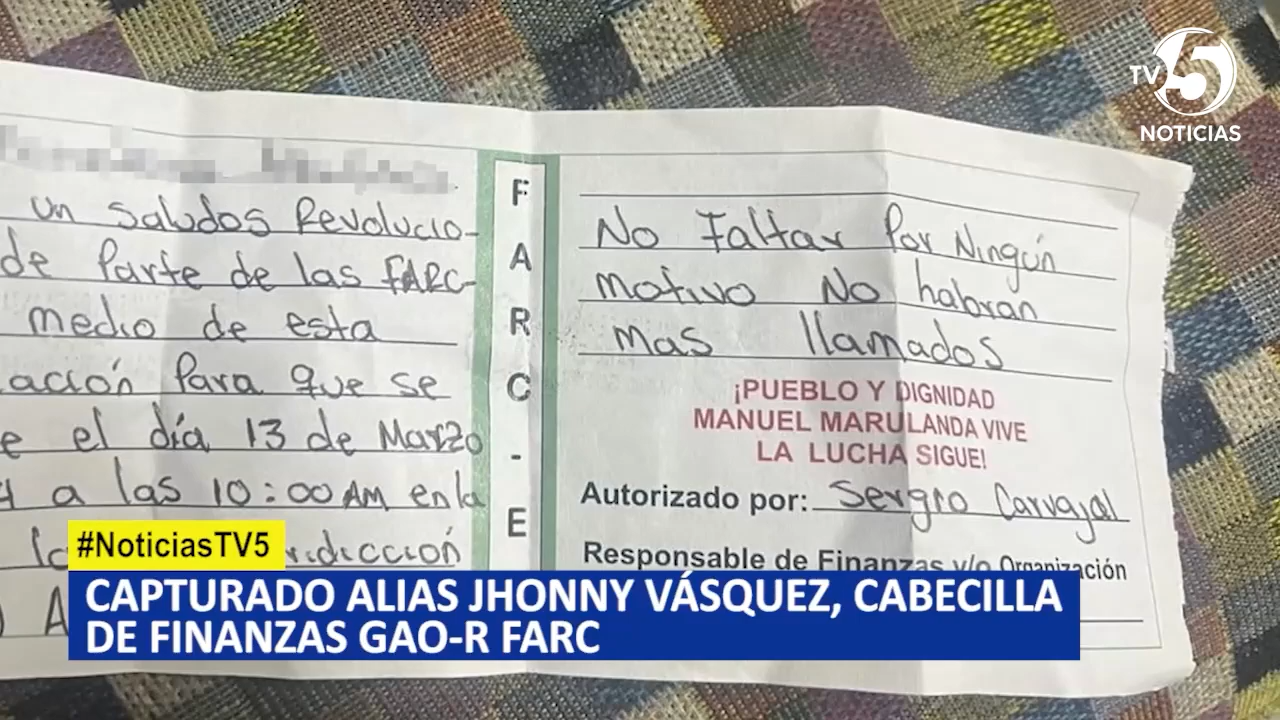 TV5
NOTICIAS
un saludos Revolucio-
de Parte de las FARC-
medio de esta
ación Para que se
e el día 13 de Marzo
4 a las 10:00 AM en la
dicción
FARC-E
No Faltar Por Ningún
motivo No habran
mas llamados
¡PUEBLO Y DIGNIDAD
MANUEL MARULANDA VIVE
LA LUCHA SIGUE!
Autorizado por: Sergio Carvajal
Responsable de Finanzas y/o Organización
#NoticiasTV5
CAPTURADO ALIAS JHONNY VÁSQUEZ, CABECILLA
DE FINANZAS GAO-R FARC